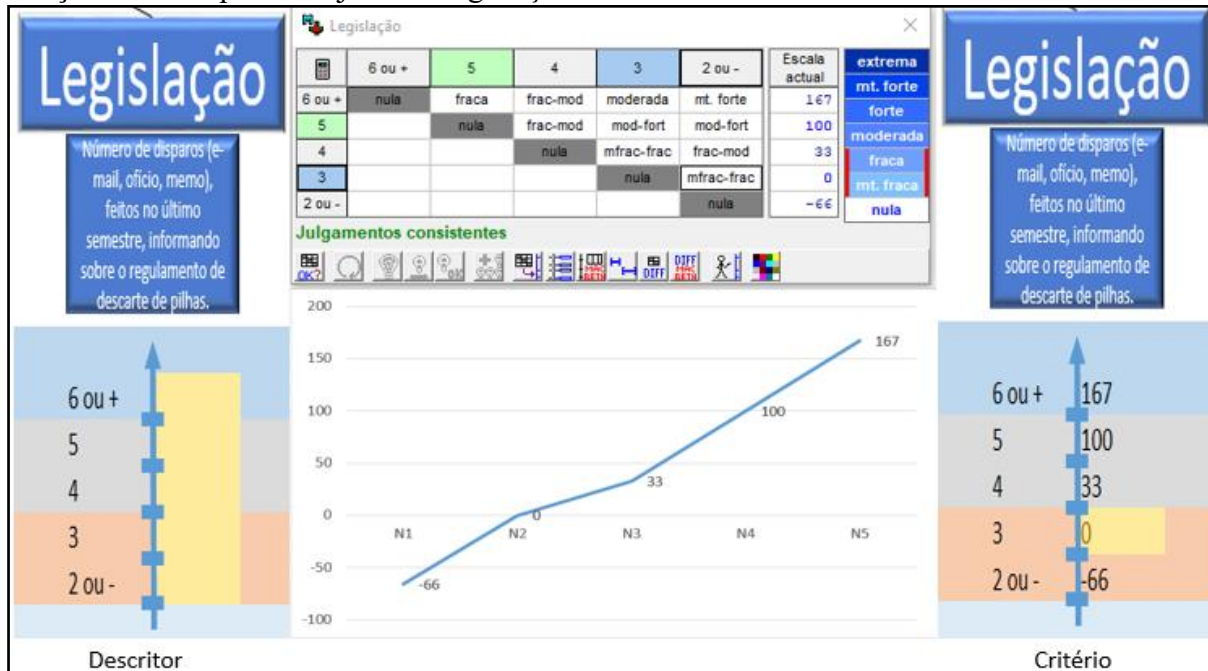 Legislação
Número de disparos (e-
mail, ofício, memo),
feitos no último
semestre, informando
sobre o regulamento de
descarte de pilhas.
6 ou +
5
4
3
2 ou -
Descritor
Legislação
6 ou + 5 4 3 2 ou - Escala
actual
6 ou + nula fraca frac-mod moderada mt. forte 167
5 nula frac-mod mod-fort mod-fort 100
4 nula mfrac-frac frac-mod 33
3 nula mfrac-frac 0
2 ou - nula -66
extrema
mt. forte
forte
moderada
fraca
mt. fraca
nula
Julgamentos consistentes
OK? OK DIFF DIFF
200
150
100
50
0
-50
-100
N1 N2 N3 N4 N5
-66
0
33
100
167
Legislação
Número de disparos (e-
mail, ofício, memo),
feitos no último
semestre, informando
sobre o regulamento de
descarte de pilhas.
6 ou + 167
5 100
4 33
3 0
2 ou - -66
Critério